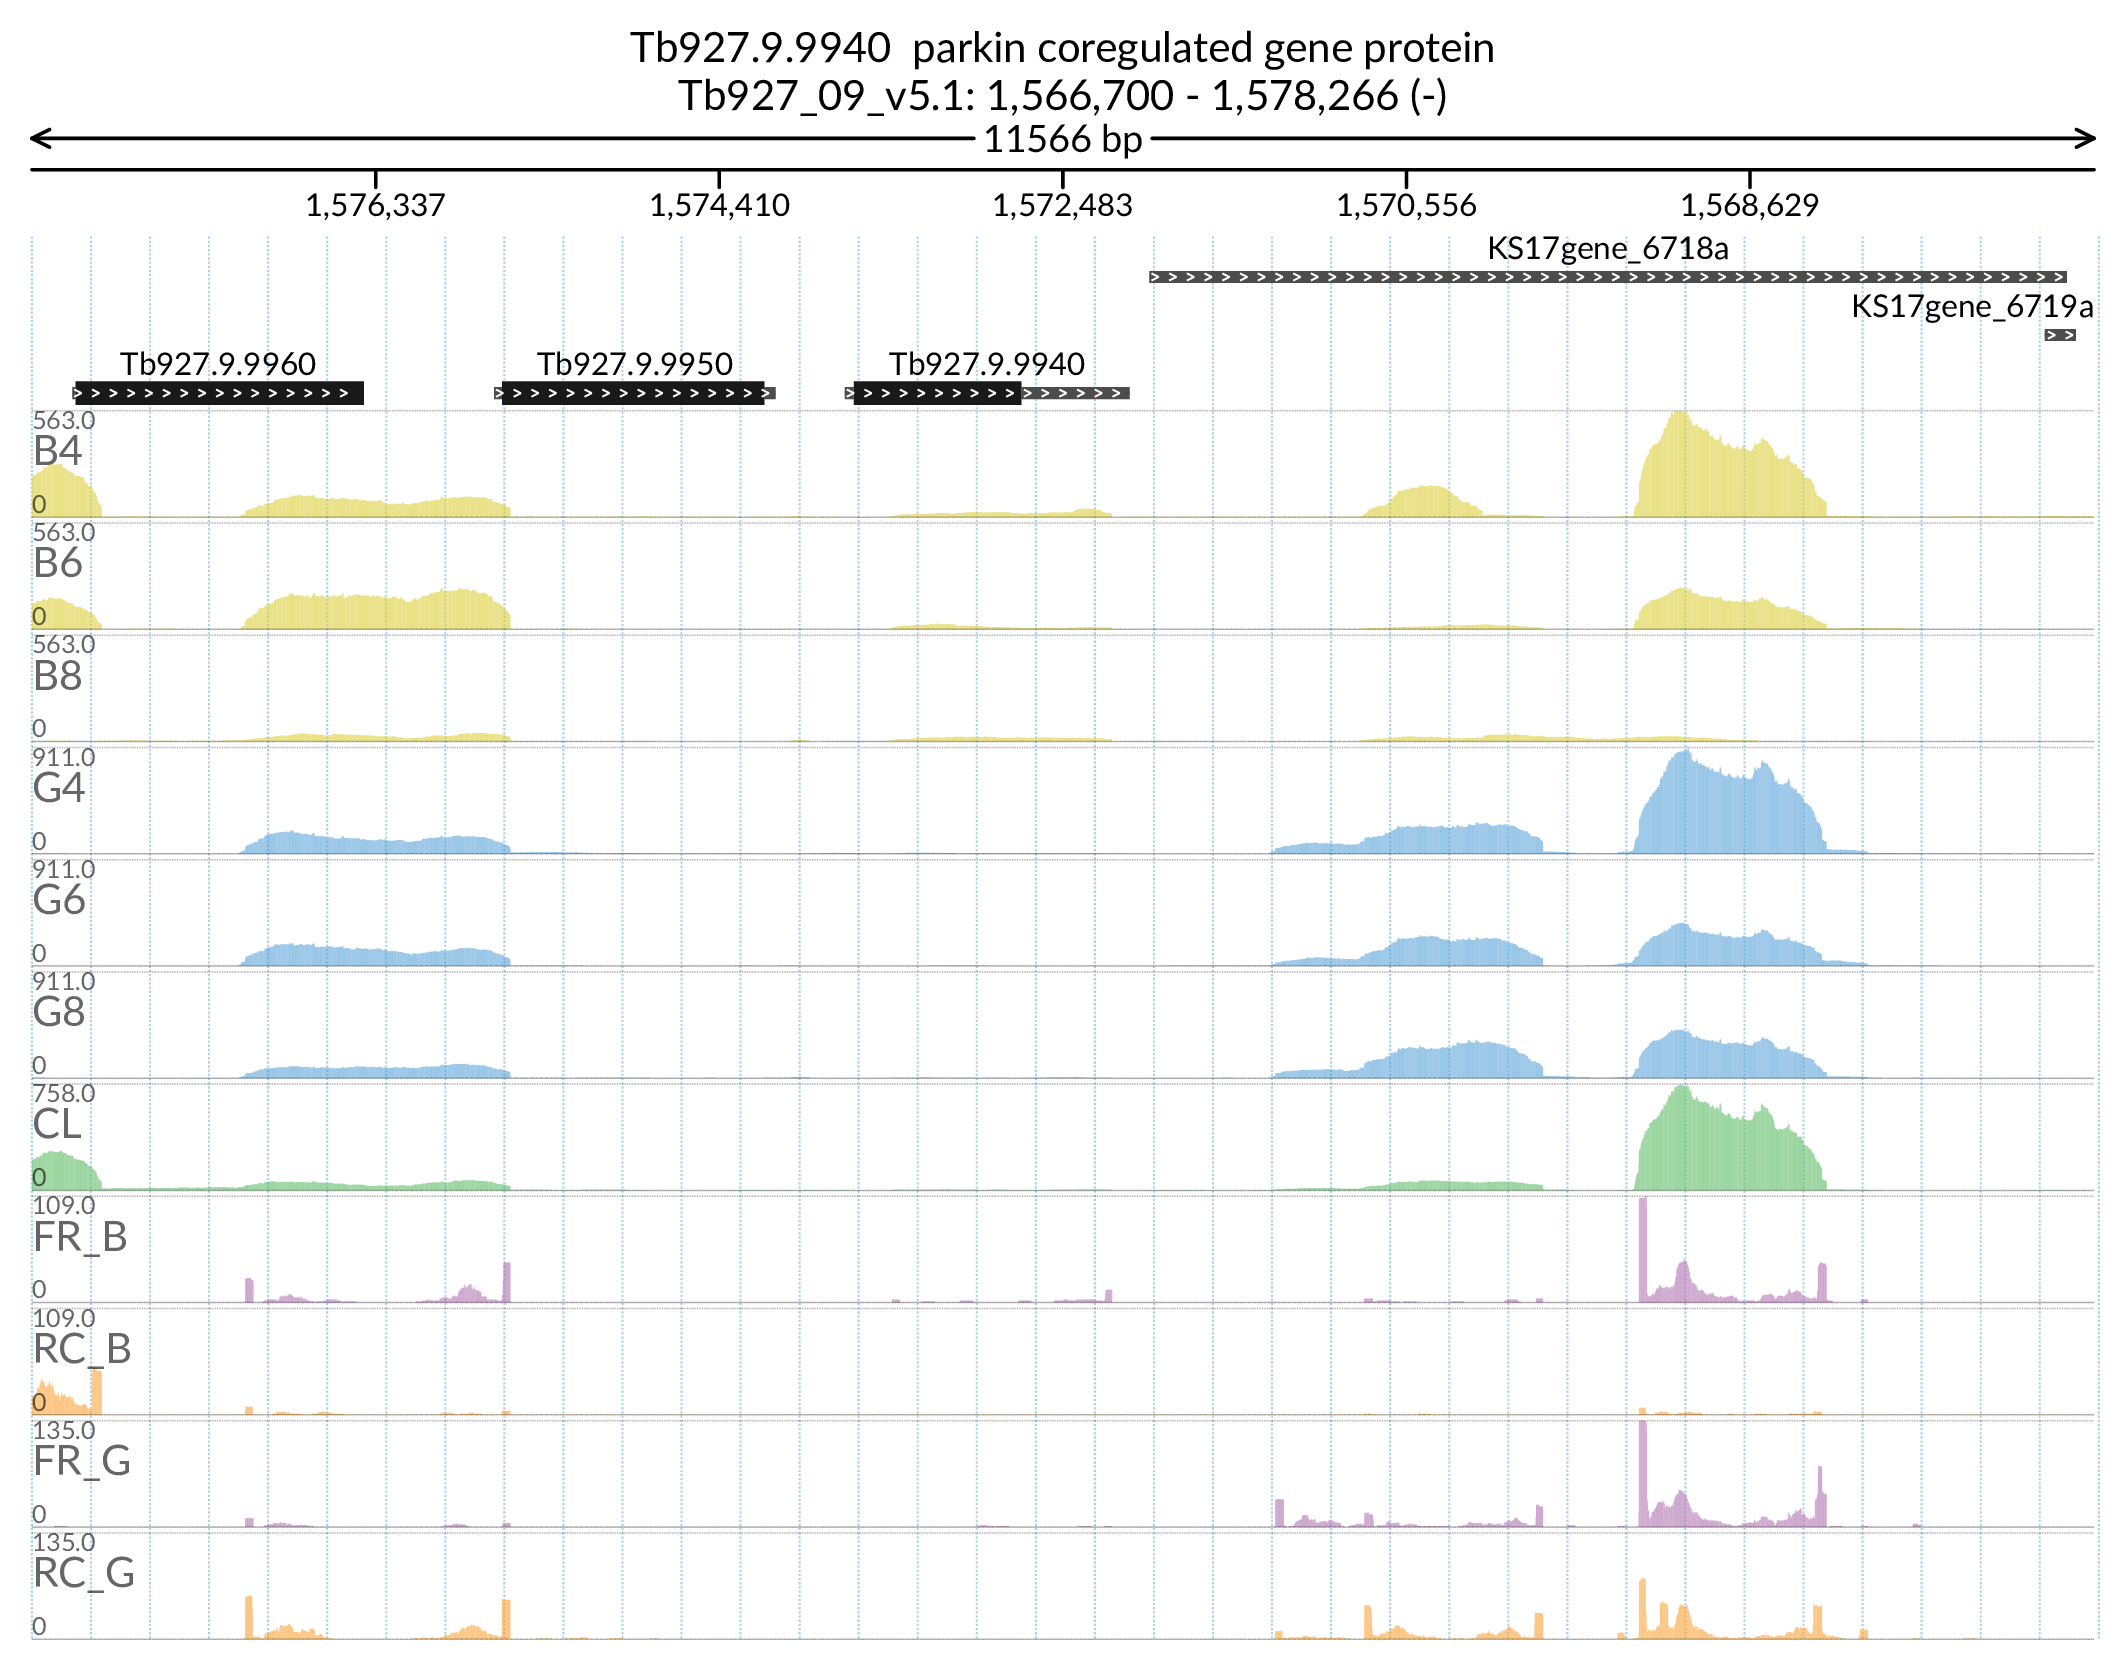 Tb927.9.9940  parkin coregulated gene protein
Tb927_09_v5.1: 1,566,700 - 1,578,266 (-)
11566 bp
1,576,337 1,574,410 1,572,483 1,570,556 1,568,629
KS17gene_6718a
KS17gene_6719a
Tb927.9.9960 Tb927.9.9950 Tb927.9.9940
563.0
B4
0
563.0
B6
0
563.0
B8
0
911.0
G4
0
911.0
G6
0
911.0
G8
0
758.0
CL
0
109.0
FR_B
0
109.0
RC_B
0
135.0
FR_G
0
135.0
RC_G
0